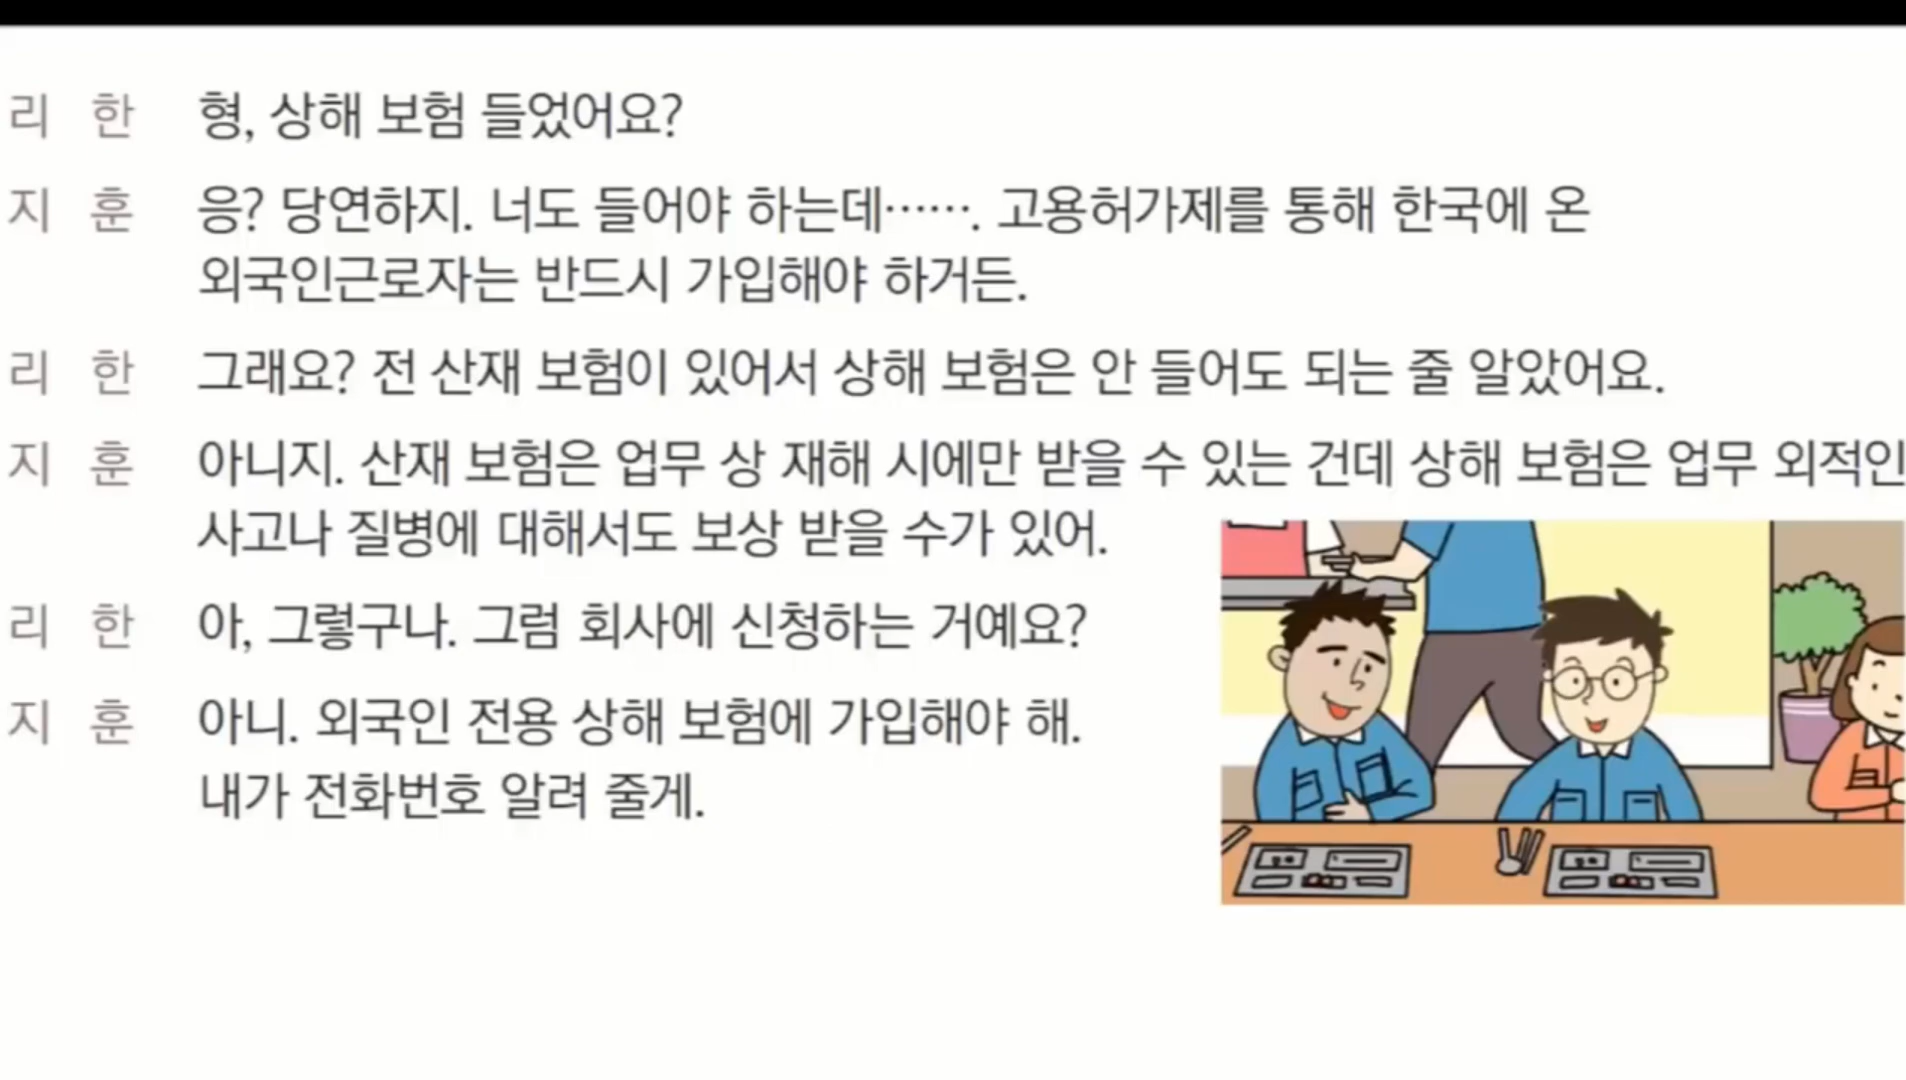 리 한 형, 상해 보험 들었어요?
지 훈 응? 당연하지. 너도 들어야 하는데……. 고용허가제를 통해 한국에 온
외국인근로자는 반드시 가입해야 하거든.
리 한 그래요? 전 산재 보험이 있어서 상해 보험은 안 들어도 되는 줄 알았어요.
지 훈 아니지. 산재 보험은 업무 상 재해 시에만 받을 수 있는 건데 상해 보험은 업무 외적인
사고나 질병에 대해서도 보상 받을 수가 있어.
리 한 아, 그렇구나. 그럼 회사에 신청하는 거예요?
지 훈 아니. 외국인 전용 상해 보험에 가입해야 해.
내가 전화번호 알려 줄게.